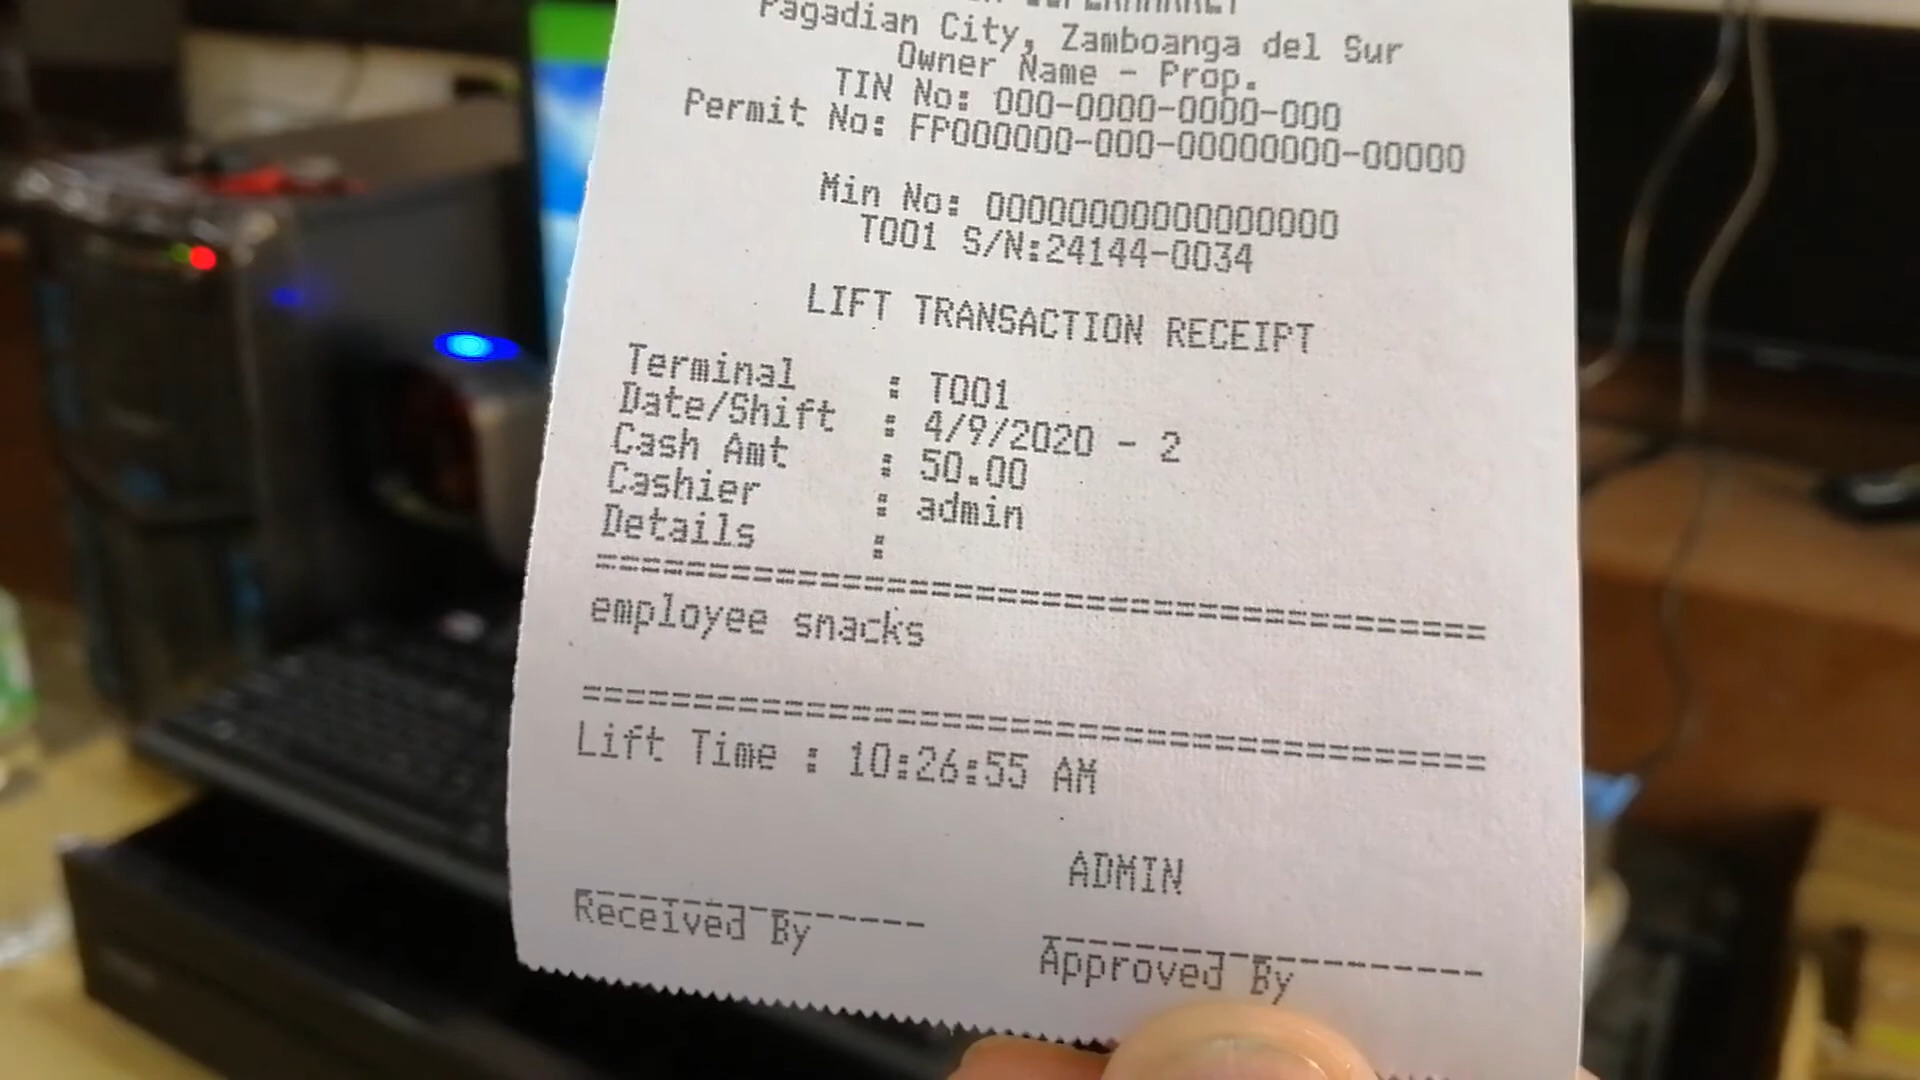 SUPERMARKET
Pagadian City, Zamboanga del Sur
Owner Name - Prop.
TIN No: 000-0000-0000-000
Permit No: FP000000-000-00000000-00000
Min No: 00000000000000000
T001 S/N:24144-0034
LIFT TRANSACTION RECEIPT
Terminal : T001
Date/Shift : 4/9/2020 - 2
Cash Amt : 50.00
Cashier : admin
Details :
employee snacks
Lift Time : 10:26:55 AM
ADMIN
Received By
Approved By